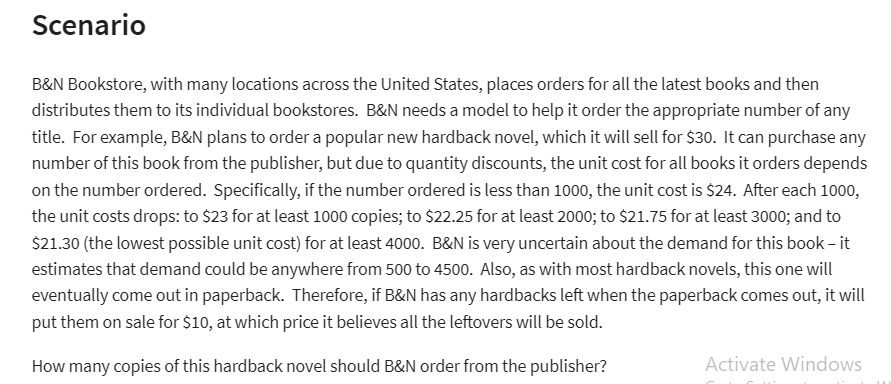 Scenario
B&N Bookstore, with many locations across the United States, places orders for all the latest books and then
distributes them to its individual bookstores.  B&N needs a model to help it order the appropriate number of any
title.  For example, B&N plans to order a popular new hardback novel, which it will sell for $30.  It can purchase any
number of this book from the publisher, but due to quantity discounts, the unit cost for all books it orders depends
on the number ordered.  Specifically, if the number ordered is less than 1000, the unit cost is $24.  After each 1000,
the unit costs drops: to $23 for at least 1000 copies; to $22.25 for at least 2000; to $21.75 for at least 3000; and to
$21.30 (the lowest possible unit cost) for at least 4000.  B&N is very uncertain about the demand for this book – it
estimates that demand could be anywhere from 500 to 4500.  Also, as with most hardback novels, this one will
eventually come out in paperback.  Therefore, if B&N has any hardbacks left when the paperback comes out, it will
put them on sale for $10, at which price it believes all the leftovers will be sold.
How many copies of this hardback novel should B&N order from the publisher?
Activate Windows